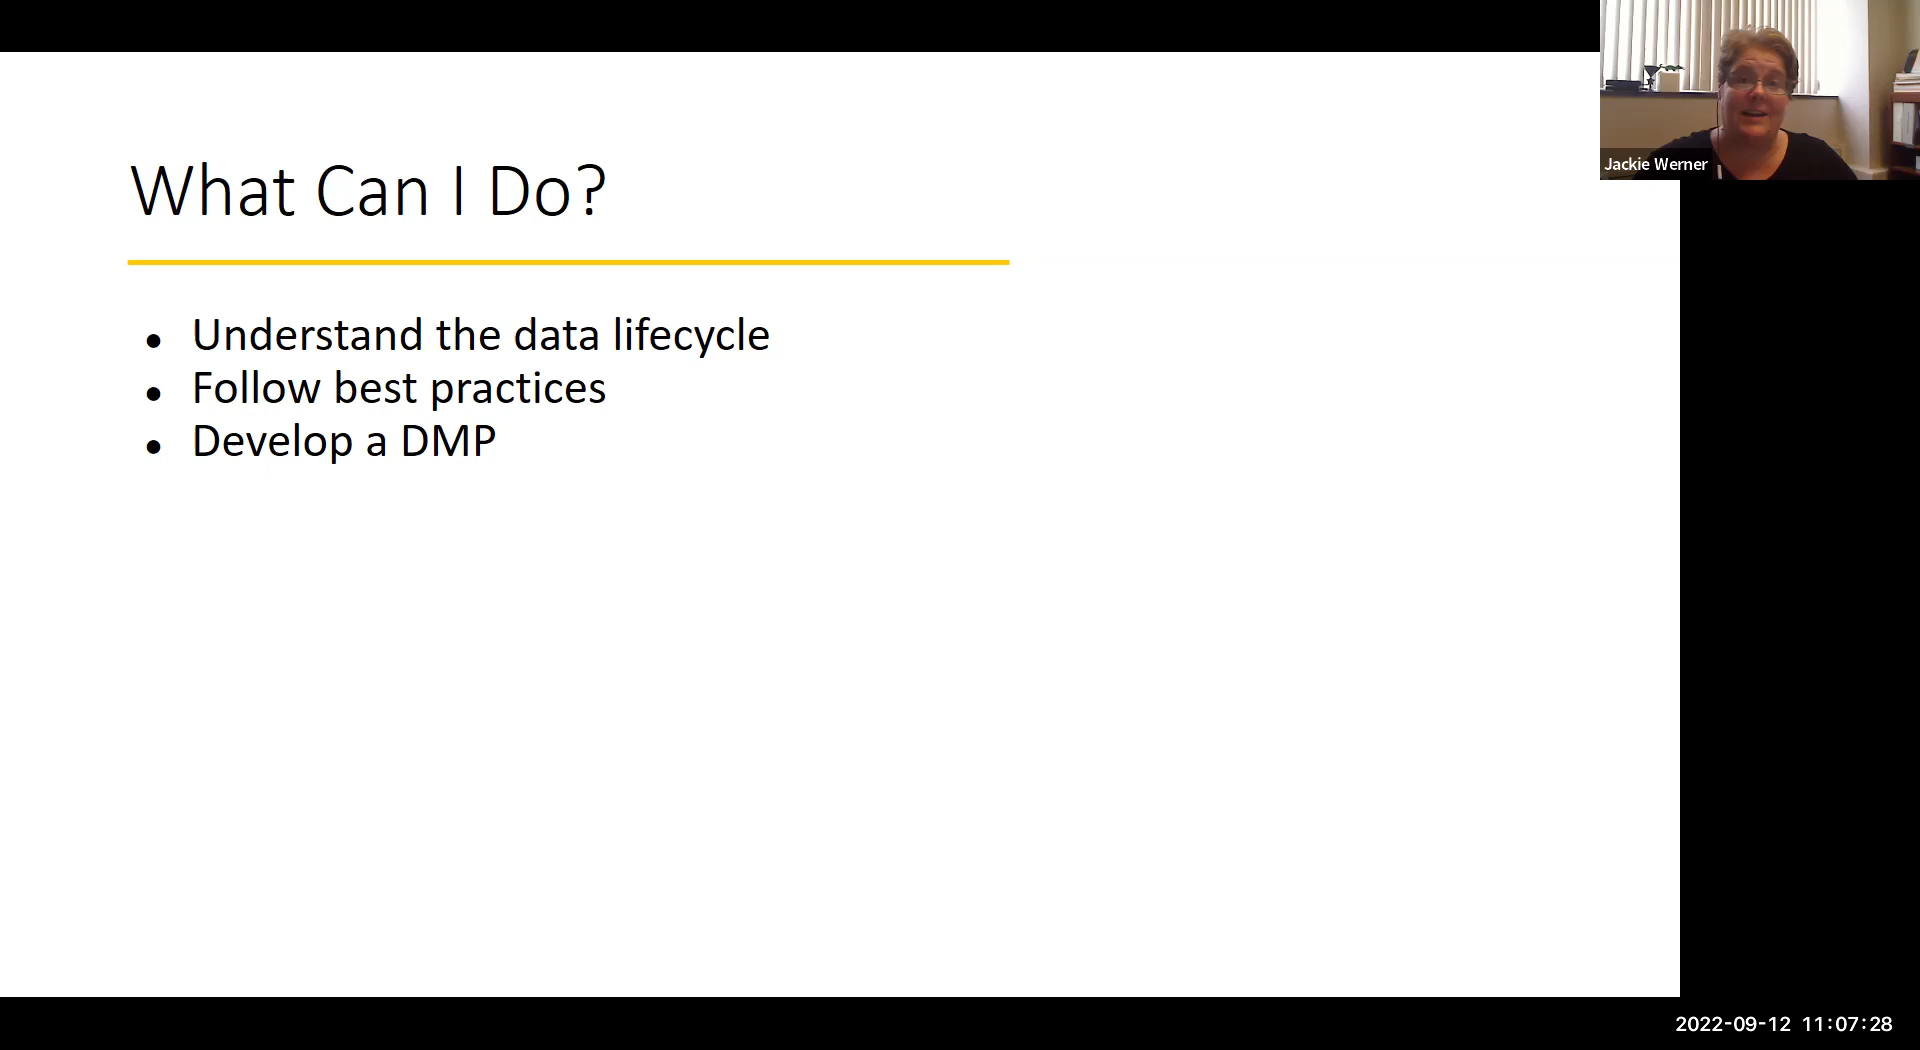 What Can I Do?
Jackie Werner
• Understand the data lifecycle
• Follow best practices
• Develop a DMP
2022-09-12 11:07:28